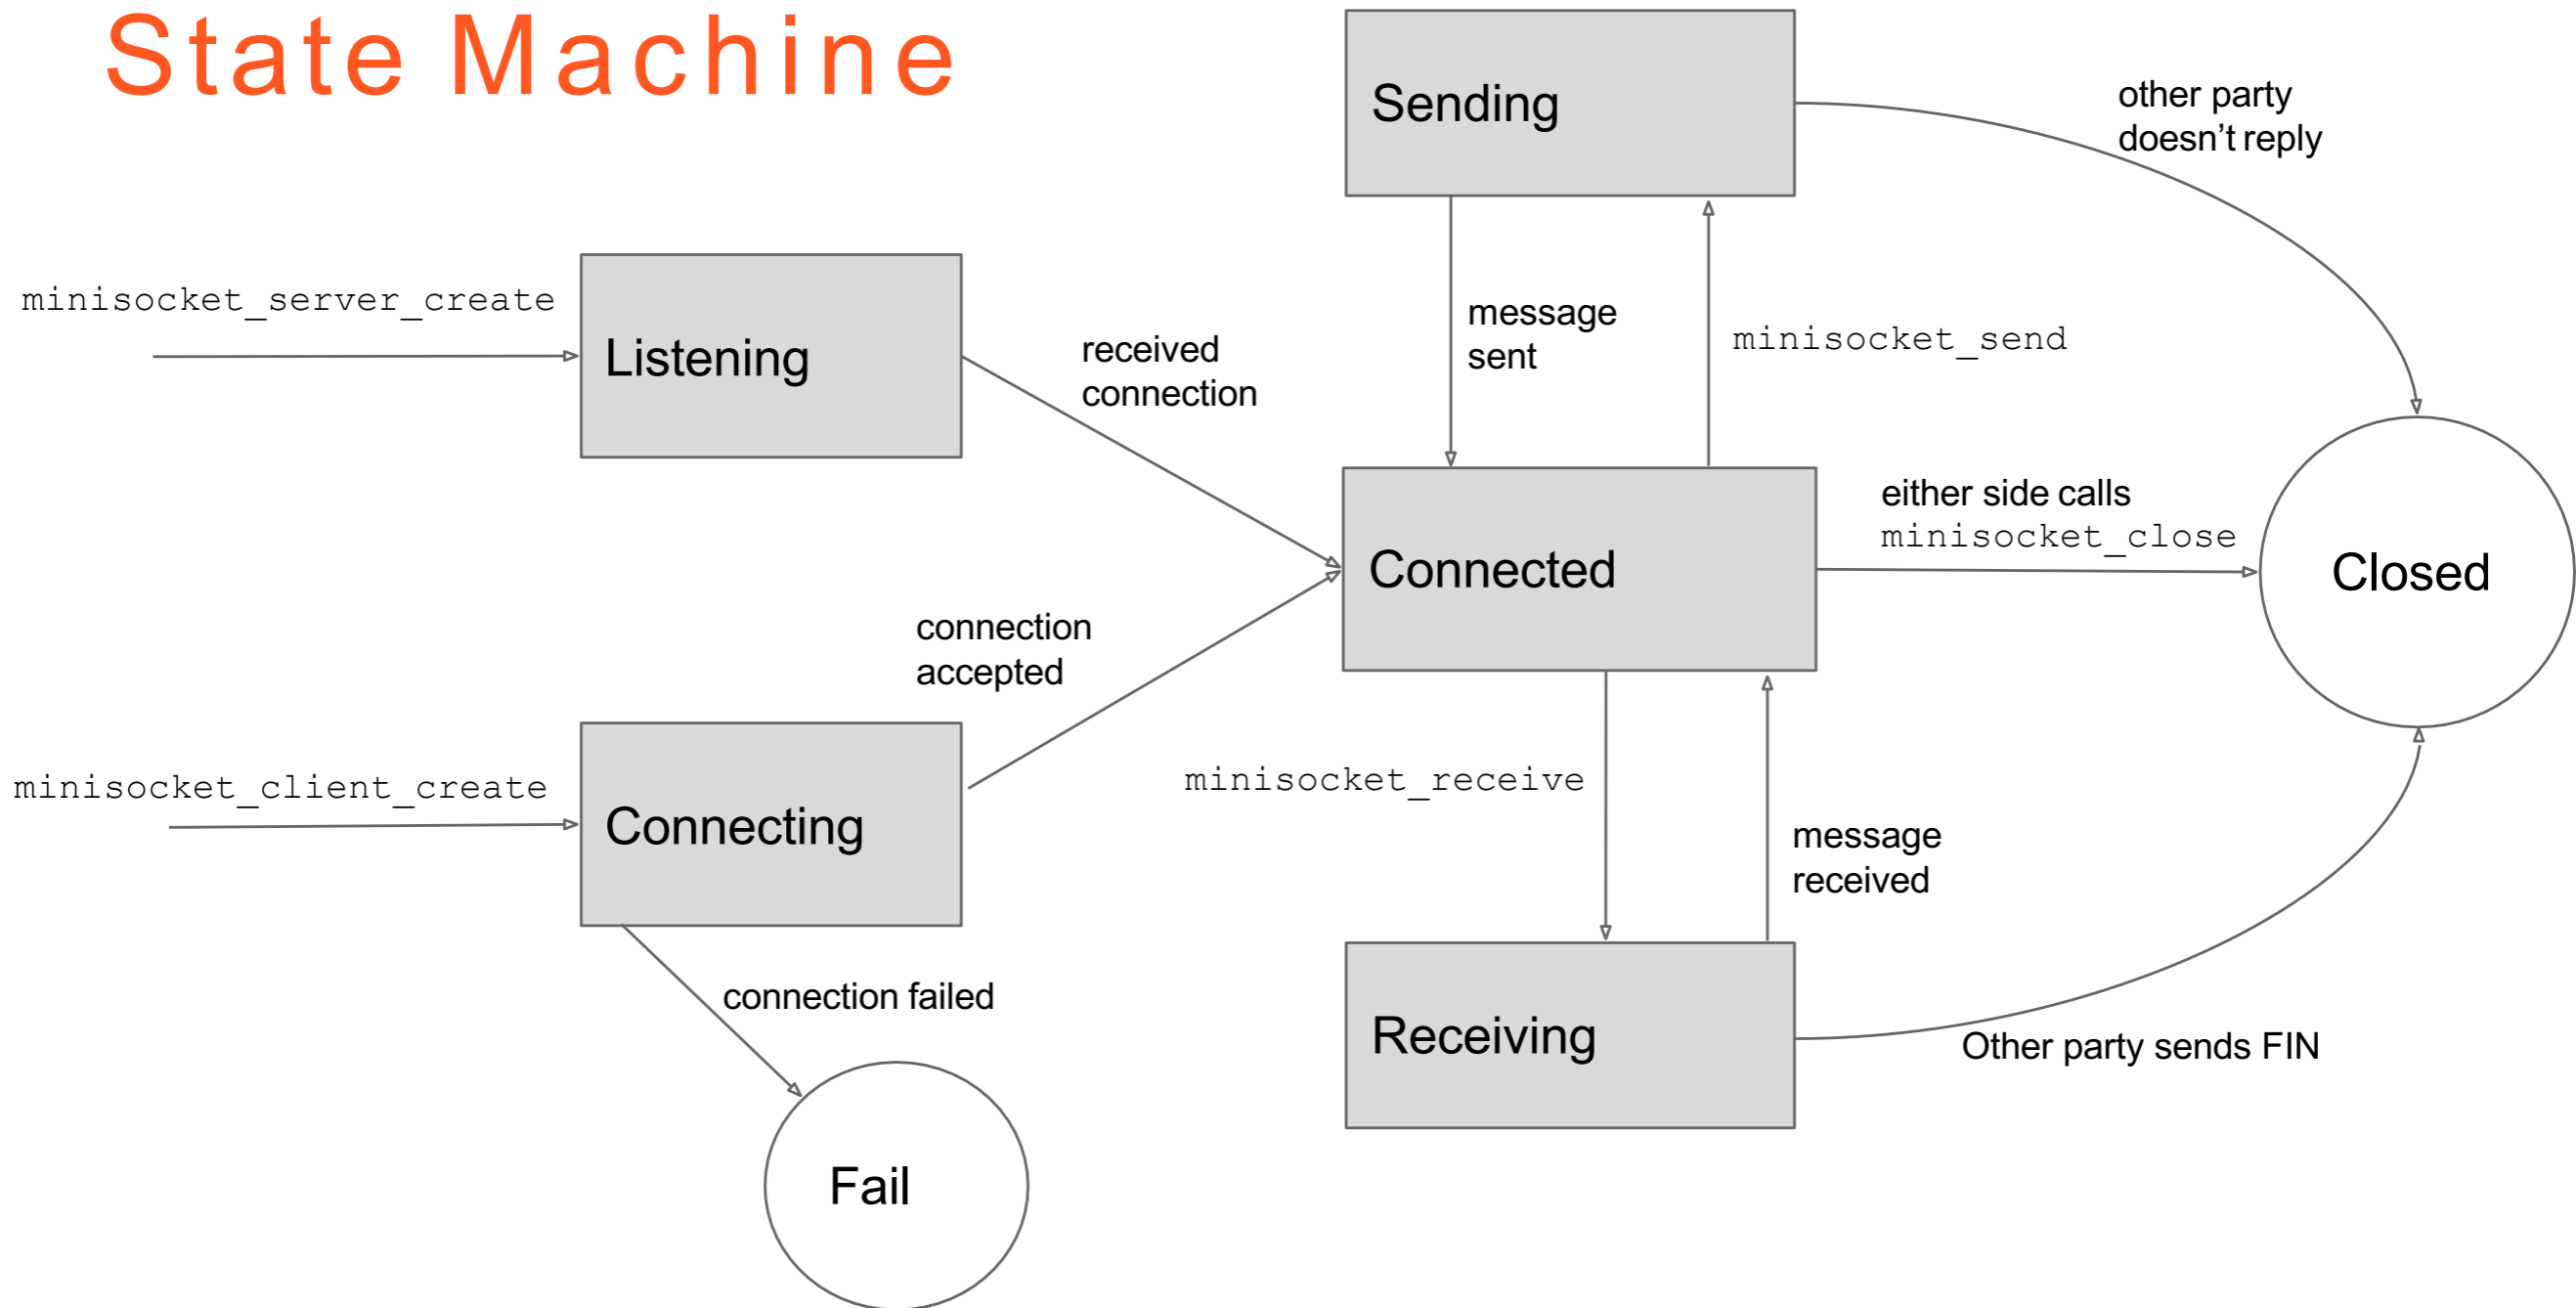 State Machine
Sending
other party
doesn't reply
minisocket_server_create
Listening
received
connection
message
sent
minisocket_send
either side calls
minisocket_close
Connected
Closed
connection
accepted
minisocket_client_create
Connecting
minisocket_receive
message
received
connection failed
Receiving
Other party sends FIN
Fail